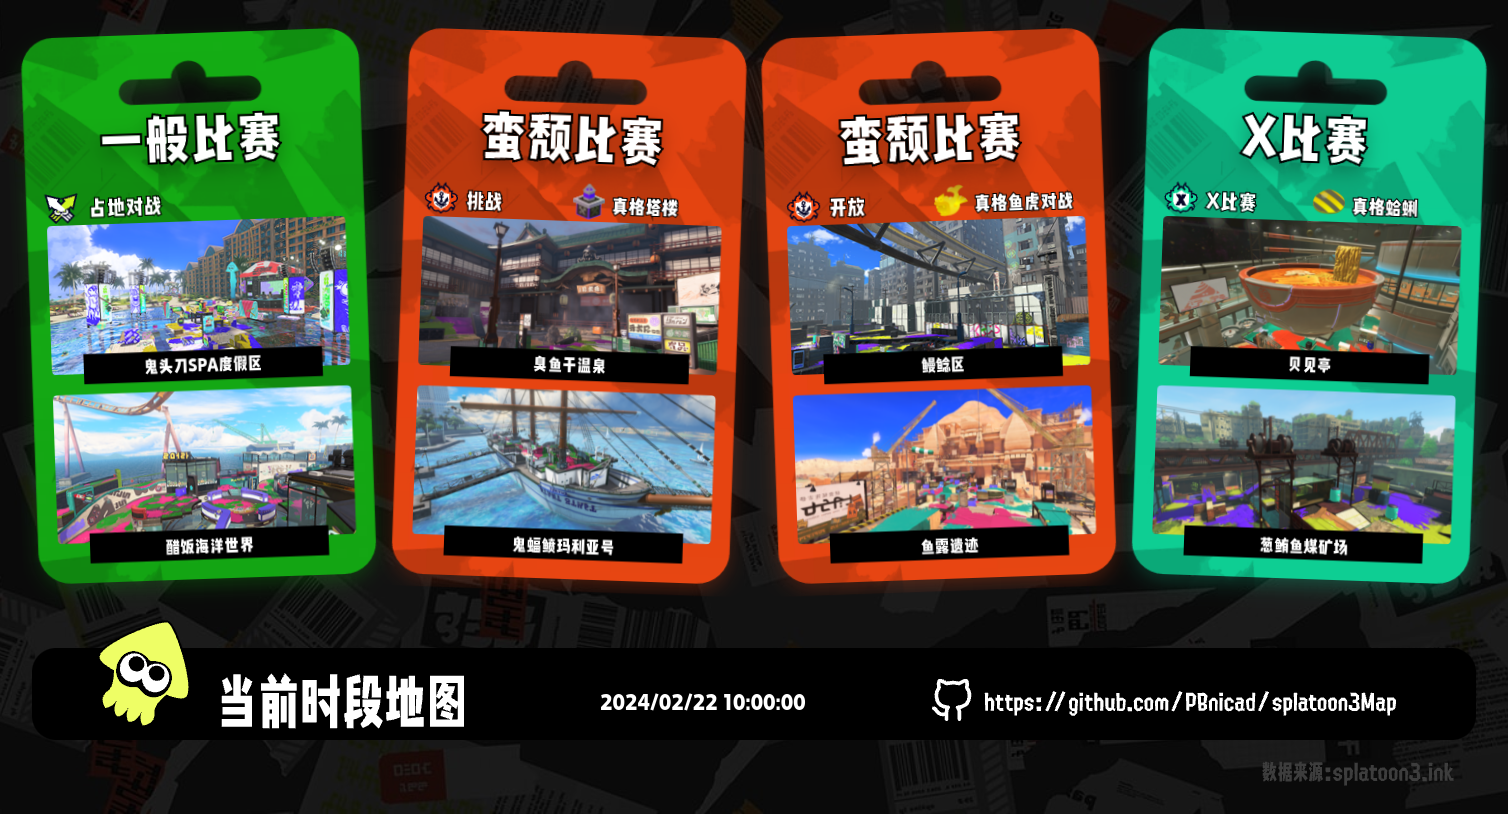 一般比赛
占地对战
鬼头刀SPA度假区
醋饭海洋世界
蛮颓比赛
挑战
真格塔楼
臭鱼干温泉
鬼蝠鲼玛利亚号
蛮颓比赛
开放
真格鱼虎对战
鳗鲶区
鱼露遗迹
X比赛
X比赛
真格蛤蜊
贝见亭
葱鲔鱼煤矿场
当前时段地图
2024/02/22 10:00:00
https://github.com/PBnicad/splatoon3Map
数据来源:splatoon3.ink